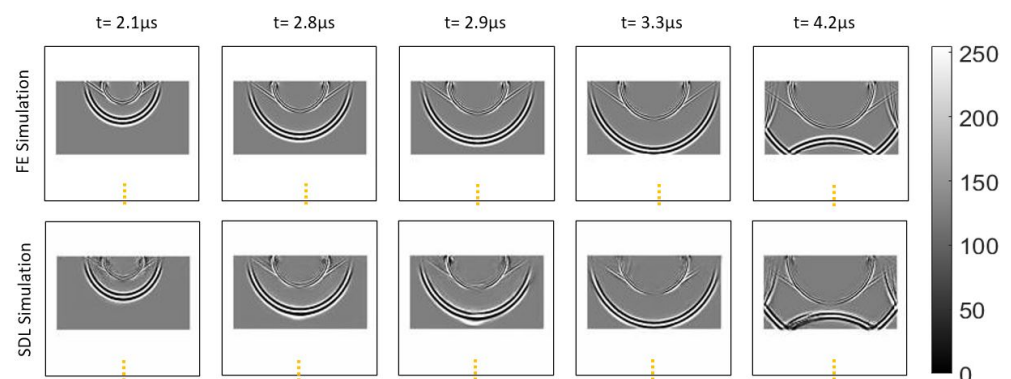 t= 2.1μs
t= 2.8μs
t= 2.9μs
t= 3.3μs
t= 4.2μs
FE Simulation
SDL Simulation
250
200
150
100
50
0